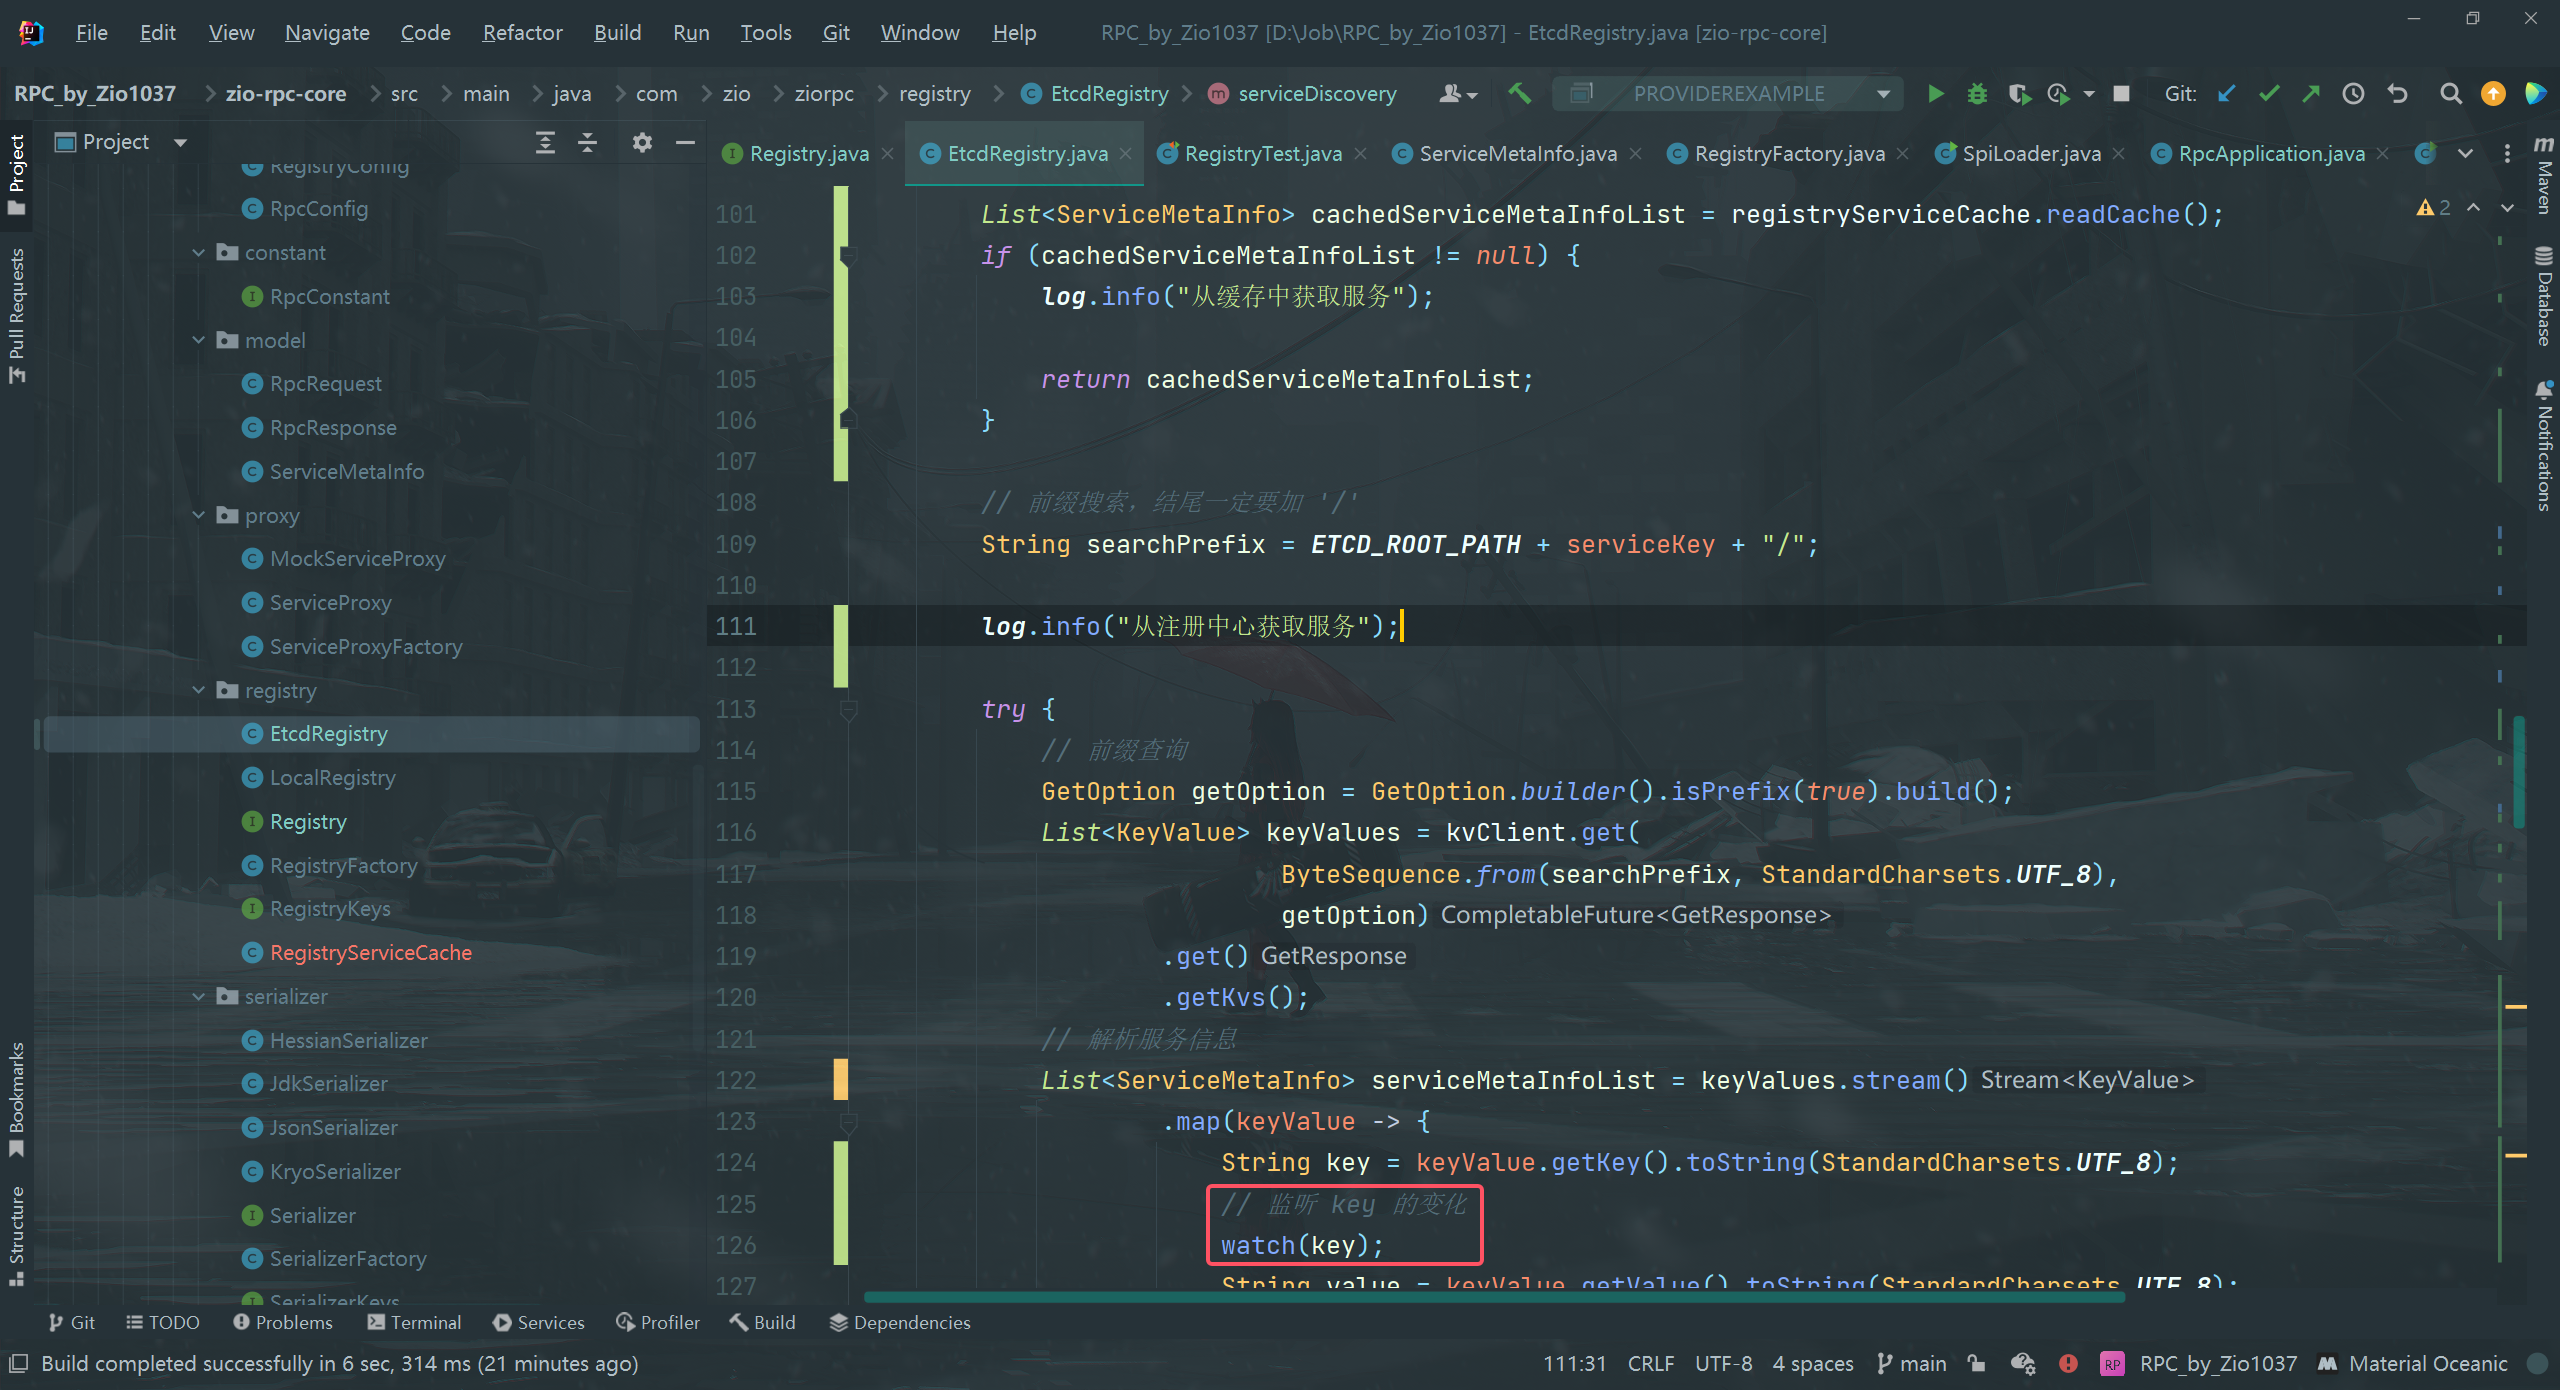 File Edit View Navigate Code Refactor Build Run Tools Git Window Help RPC_by_Zio1037 [D:\Job\RPC_by_Zio1037] - EtcdRegistry.java [zio-rpc-core]
RPC_by_Zio1037 zio-rpc-core src main java com zio ziorpc registry EtcdRegistry serviceDiscovery PROVIDEREXAMPLE Git:
Project
Pull Requests
Bookmarks
Structure
Project
RegistryConfig
RpcConfig
constant
RpcConstant
model
RpcRequest
RpcResponse
ServiceMetaInfo
proxy
MockServiceProxy
ServiceProxy
ServiceProxyFactory
registry
EtcdRegistry
LocalRegistry
Registry
RegistryFactory
RegistryKeys
RegistryServiceCache
serializer
HessianSerializer
JdkSerializer
JsonSerializer
KryoSerializer
Serializer
SerializerFactory
SerializerKeys
Registry.java EtcdRegistry.java RegistryTest.java ServiceMetaInfo.java RegistryFactory.java SpiLoader.java RpcApplication.java
2
101 List<ServiceMetaInfo> cachedServiceMetaInfoList = registryServiceCache.readCache();
102 if (cachedServiceMetaInfoList != null) {
103 log.info("从缓存中获取服务");
104
105 return cachedServiceMetaInfoList;
106 }
107
108 // 前缀搜索，结尾一定要加 '/'
109 String searchPrefix = ETCD_ROOT_PATH + serviceKey + "/";
110
111 log.info("从注册中心获取服务");
112
113 try {
114 // 前缀查询
115 GetOption getOption = GetOption.builder().isPrefix(true).build();
116 List<KeyValue> keyValues = kvClient.get(
117 ByteSequence.from(searchPrefix, StandardCharsets.UTF_8),
118 getOption) CompletableFuture<GetResponse>
119 .get() GetResponse
120 .getKvs();
121 // 解析服务信息
122 List<ServiceMetaInfo> serviceMetaInfoList = keyValues.stream() Stream<KeyValue>
123 .map(keyValue -> {
124 String key = keyValue.getKey().toString(StandardCharsets.UTF_8);
125 // 监听 key 的变化
126 watch(key);
127 String value = keyValue.getValue().toString(StandardCharsets.UTF_8);
Maven
Database
Notifications
Git TODO Problems Terminal Services Profiler Build Dependencies
Build completed successfully in 6 sec, 314 ms (21 minutes ago) 111:31 CRLF UTF-8 4 spaces main RP RPC_by_Zio1037 Material Oceanic